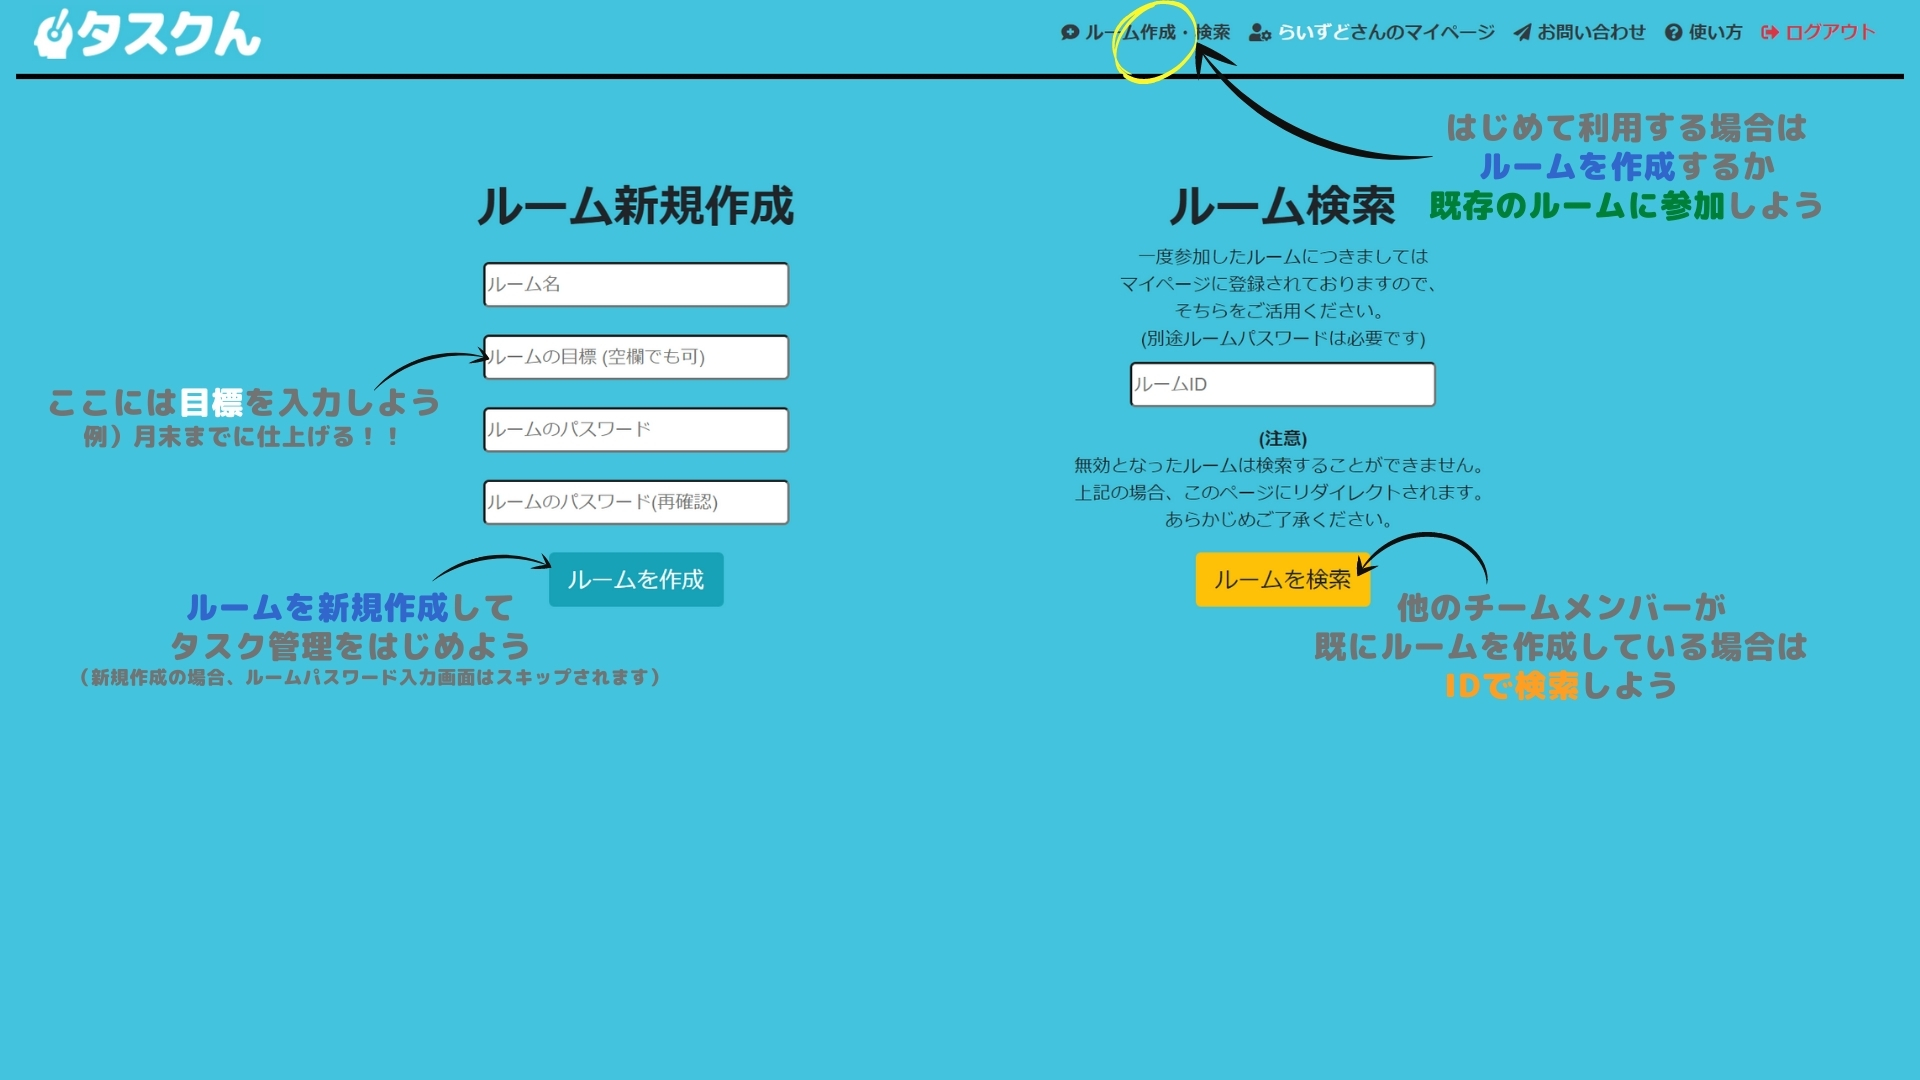 タスクん
ルーム作成・検索 らいずどさんのマイページ お問い合わせ 使い方 ログアウト
はじめて利用する場合は
ルームを作成するか
既存のルームに参加しよう
ルーム新規作成
ルーム名
ルームの目標 (空欄でも可)
ここには目標を入力しよう
例）月末までに仕上げる！！
ルームのパスワード
ルームのパスワード(再確認)
ルームを作成
ルームを新規作成して
タスク管理をはじめよう
（新規作成の場合、ルームパスワード入力画面はスキップされます）
ルーム検索
一度参加したルームにつきましては
マイページに登録されておりますので、
そちらをご活用ください。
(別途ルームパスワードは必要です)
ルームID
(注意)
無効となったルームは検索することができません。
上記の場合、このページにリダイレクトされます。
あらかじめご了承ください。
ルームを検索
他のチームメンバーが
既にルームを作成している場合は
IDで検索しよう